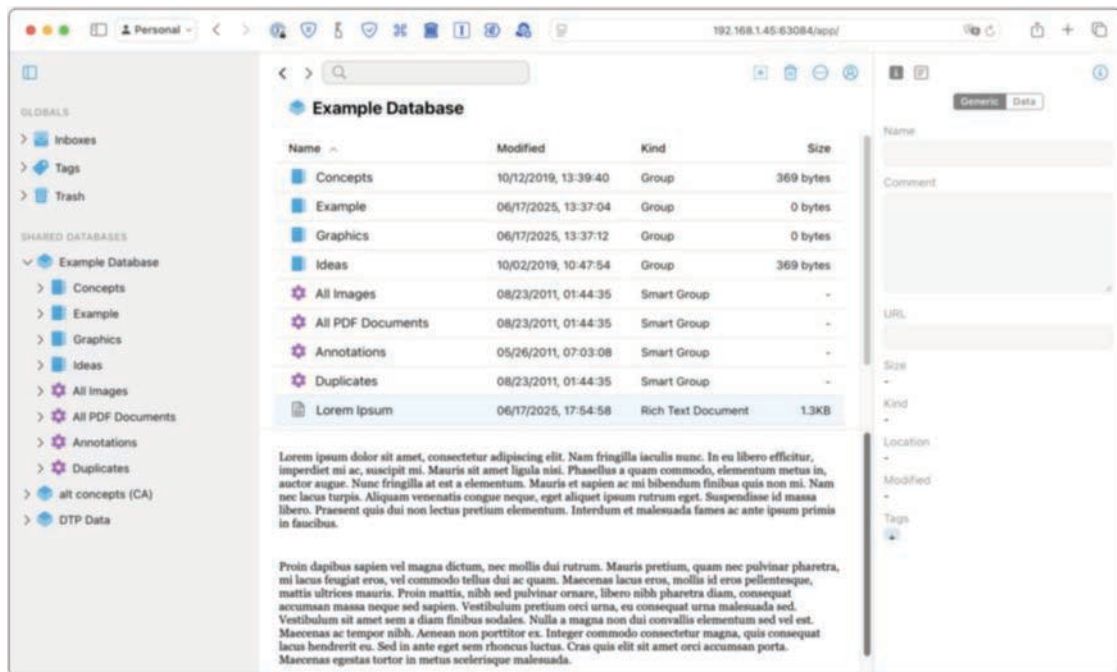 Personal
192.168.1.45:63084/app/
GLOBALS
Inboxes
Tags
Trash
SHARED DATABASES
Example Database
Concepts
Example
Graphics
Ideas
All Images
All PDF Documents
Annotations
Duplicates
alt concepts (CA)
DTP Data
Example Database
Name Modified Kind Size
Concepts 10/12/2019, 13:39:40 Group 369 bytes
Example 06/17/2025, 13:37:04 Group 0 bytes
Graphics 06/17/2025, 13:37:12 Group 0 bytes
Ideas 10/02/2019, 10:47:54 Group 369 bytes
All Images 08/23/2011, 01:44:35 Smart Group -
All PDF Documents 08/23/2011, 01:44:35 Smart Group -
Annotations 05/26/2011, 07:03:08 Smart Group -
Duplicates 08/23/2011, 01:44:35 Smart Group -
Lorem Ipsum 06/17/2025, 17:54:58 Rich Text Document 1.3KB
Lorem ipsum dolor sit amet, consectetur adipiscing elit. Nam fringilla iaculis nunc. In eu libero efficitur,
imperdiet mi ac, suscipit mi. Mauris sit amet ligula nisi. Phasellus a quam commodo, elementum metus in,
auctor augue. Nunc fringilla at est a elementum. Mauris et sapien ac mi bibendum finibus quis non mi. Nam
nec lacus turpis. Aliquam venenatis congue neque, eget aliquet ipsum rutrum eget. Suspendisse id massa
libero. Praesent quis dui non lectus pretium elementum. Interdum et malesuada fames ac ante ipsum primis
in faucibus.
Proin dapibus sapien vel magna dictum, nec mollis dui rutrum. Mauris pretium, quam nec pulvinar pharetra,
mi lacus feugiat eros, vel commodo tellus dui ac quam. Maecenas lacus eros, mollis id eros pellentesque,
mattis ultrices mauris. Proin mattis, nibh sed pulvinar ornare, libero nibh pharetra diam, consequat
accumsan massa neque sed sapien. Vestibulum pretium orci urna, eu consequat urna malesuada sed.
Vestibulum sit amet sem a diam finibus sodales. Nulla a magna non dui convallis elementum sed vel est.
Maecenas ac tempor nibh. Aenean non porttitor ex. Integer commodo consectetur magna, quis consequat
lacus hendrerit eu. Sed in ante eget sem rhoncus luctus. Cras quis elit sit amet orci accumsan porta.
Maecenas egestas tortor in metus scelerisque malesuada.
Generic Data
Name
Comment
URL
Size
-
Kind
-
Location
-
Modified
-
Tags
+